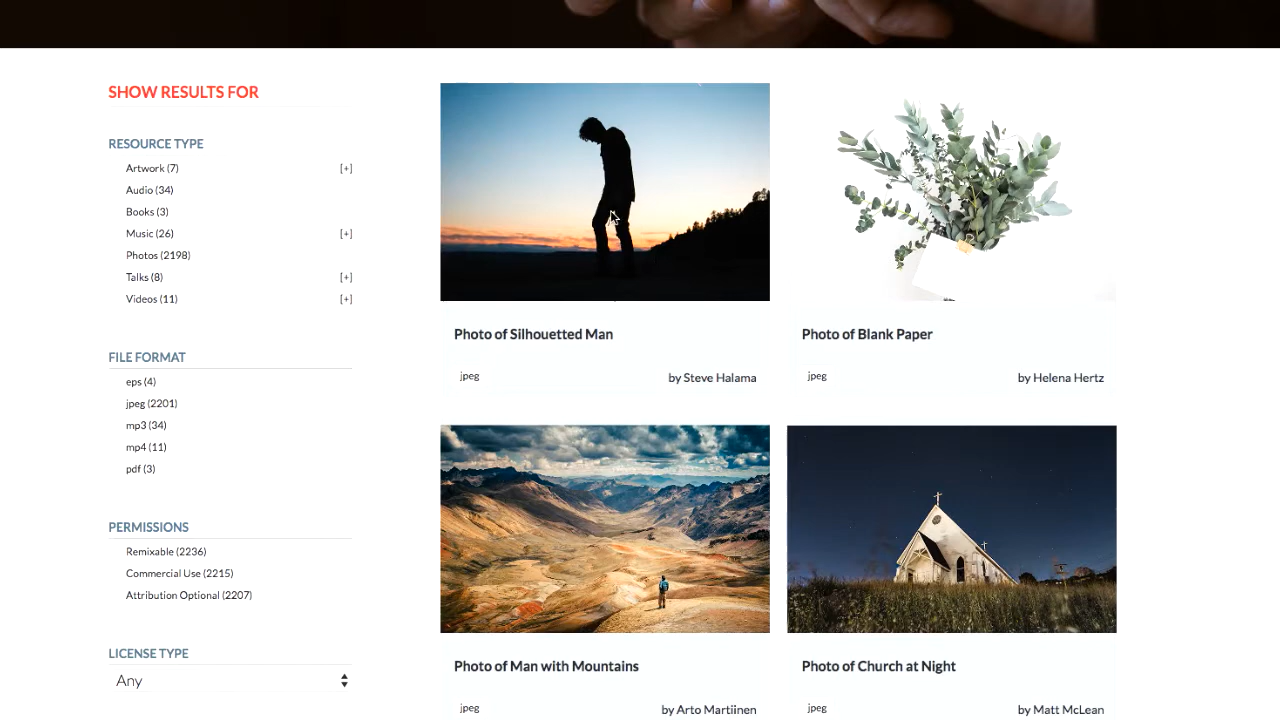 SHOW RESULTS FOR
RESOURCE TYPE
Artwork (7) [+]
Audio (34)
Books (3)
Music (26) [+]
Photos (2198)
Talks (8) [+]
Videos (11) [+]
FILE FORMAT
eps (4)
jpeg (2201)
mp3 (34)
mp4 (11)
pdf (3)
PERMISSIONS
Remixable (2236)
Commercial Use (2215)
Attribution Optional (2207)
LICENSE TYPE
Any
Photo of Silhouetted Man
jpeg by Steve Halama
Photo of Blank Paper
jpeg by Helena Hertz
Photo of Man with Mountains
jpeg by Arto Martiinen
Photo of Church at Night
jpeg by Matt McLean